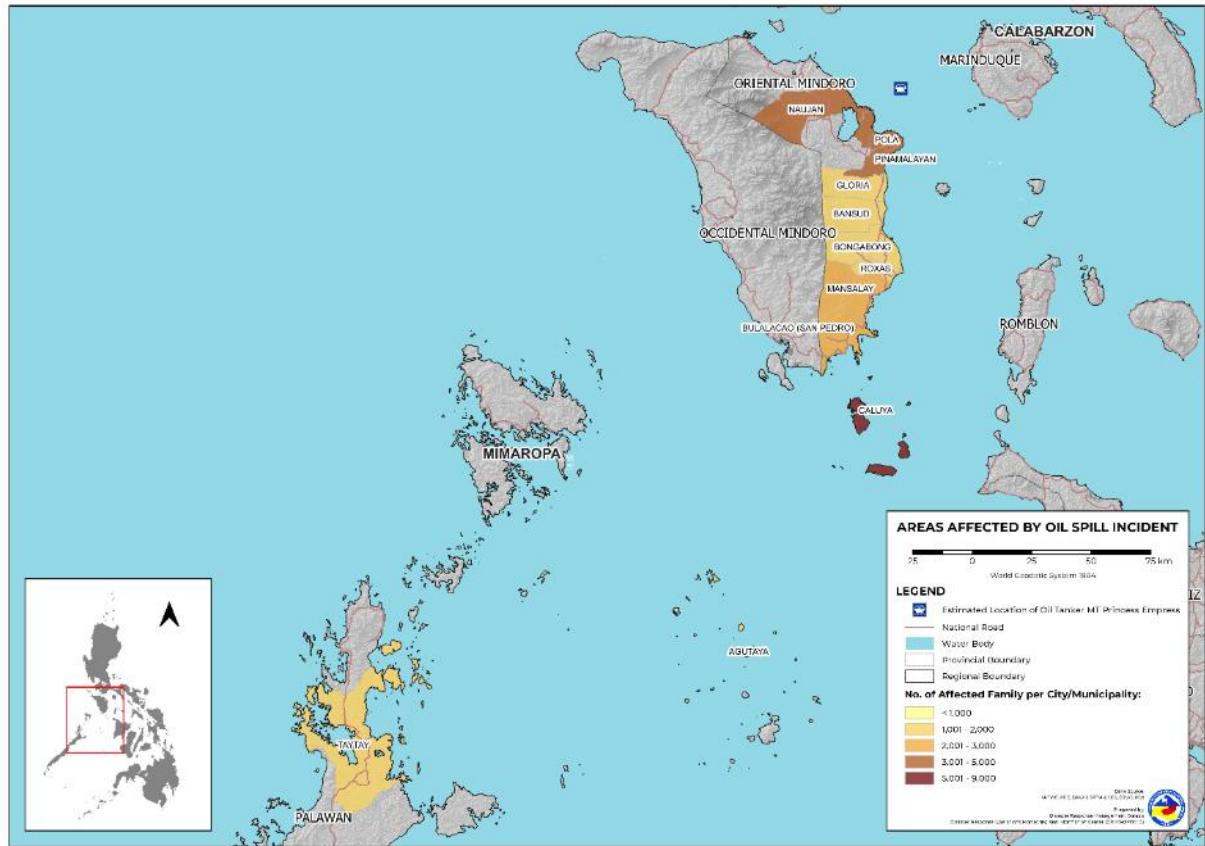 CALABARZON
MARINDUQUE
ORIENTAL MINDORO
NAUJAN
POLA
PINAMALAYAN
GLORIA
BANSUD
OCCIDENTAL MINDORO
BONGABONG
ROXAS
MANSALAY
ROMBLON
BULALACAO (SAN PEDRO)
CALUYA
MIMAROPA
AGUTAYA
TAYTAY
PALAWAN
AREAS AFFECTED BY OIL SPILL INCIDENT
25 0 25 50 75 km
World Geodetic System 1984
LEGEND
Estimated Location of Oil Tanker MT Princess Empress
National Road
Water Body
Provincial Boundary
Regional Boundary
No. of Affected Family per City/Municipality:
<1,000
1,001 - 2,000
2,001 - 3,000
3,001 - 5,000
5,001 - 9,000
Data Source:
Prepared by: